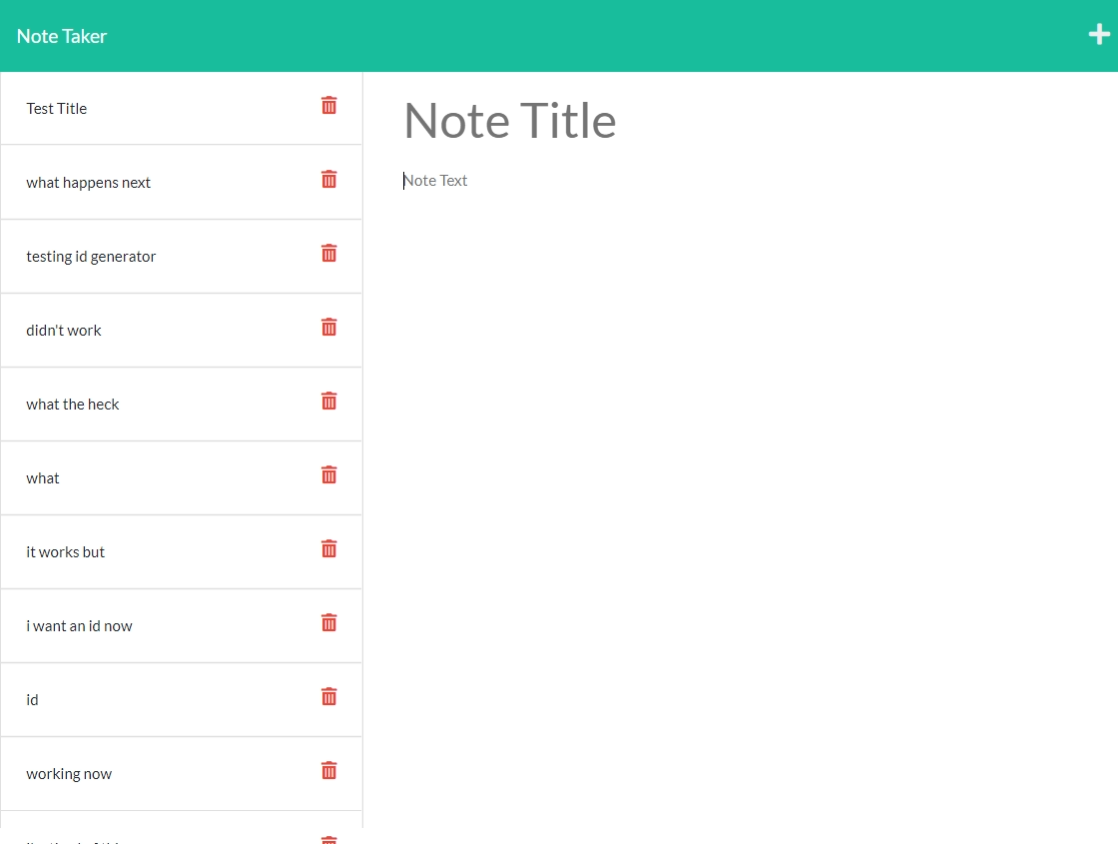 Note Taker
Test Title
what happens next
testing id generator
didn't work
what the heck
what
it works but
i want an id now
id
working now
Note Title
Note Text